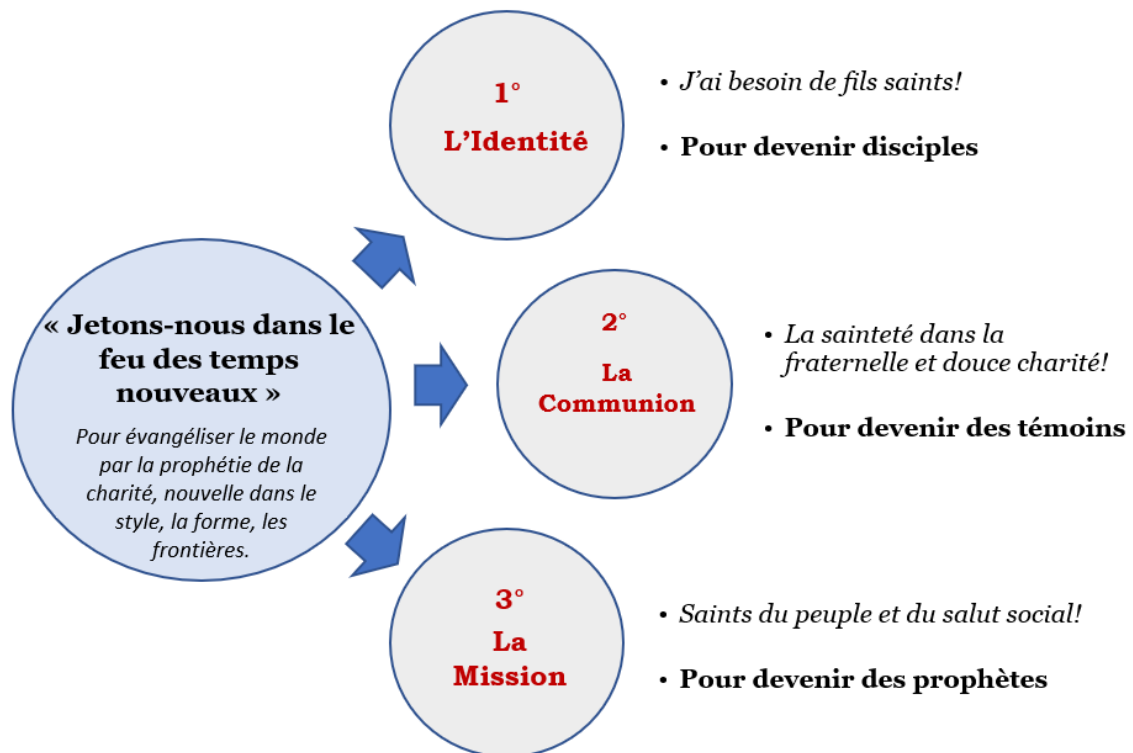 « Jetons-nous dans le
feu des temps
nouveaux »
Pour évangéliser le monde
par la prophétie de la
charité, nouvelle dans le
style, la forme, les
frontières.
1°
L’Identité
• J’ai besoin de fils saints!
• Pour devenir disciples
2°
La
Communion
• La sainteté dans la
fraternelle et douce charité!
• Pour devenir des témoins
3°
La
Mission
• Saints du peuple et du salut social!
• Pour devenir des prophètes